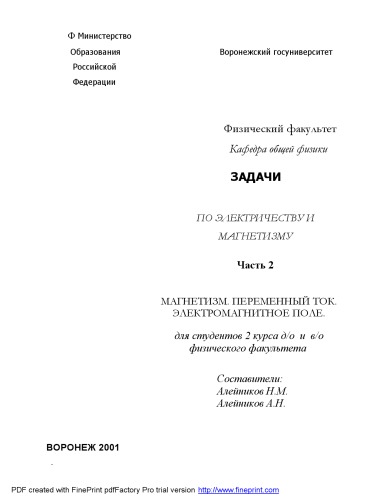 Ф Министерство
Образования Воронежский госуниверситет
Российской
Федерации
Физический факультет
Кафедра общей физики
ЗАДАЧИ
ПО ЭЛЕКТРИЧЕСТВУ И
МАГНЕТИЗМУ
Часть 2
МАГНЕТИЗМ. ПЕРЕМЕННЫЙ ТОК.
ЭЛЕКТРОМАГНИТНОЕ ПОЛЕ.
для студентов 2 курса д/о и в/о
физического факультета
Составители:
Алейников Н.М.
Алейников А.Н.
ВОРОНЕЖ 2001
.
PDF created with FinePrint pdfFactory Pro trial version http://www.fineprint.com